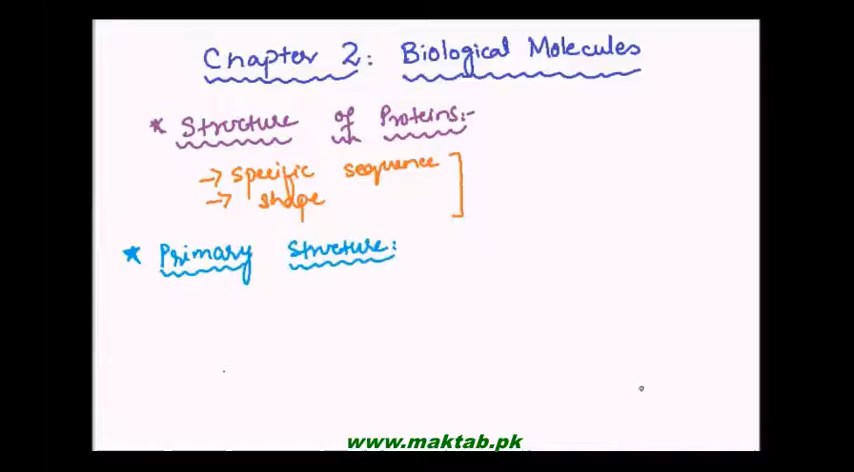 Chapter 2: Biological Molecules
* Structure of Proteins:-
→ specific sequence
→ shape
* Primary Structure:
www.maktab.pk